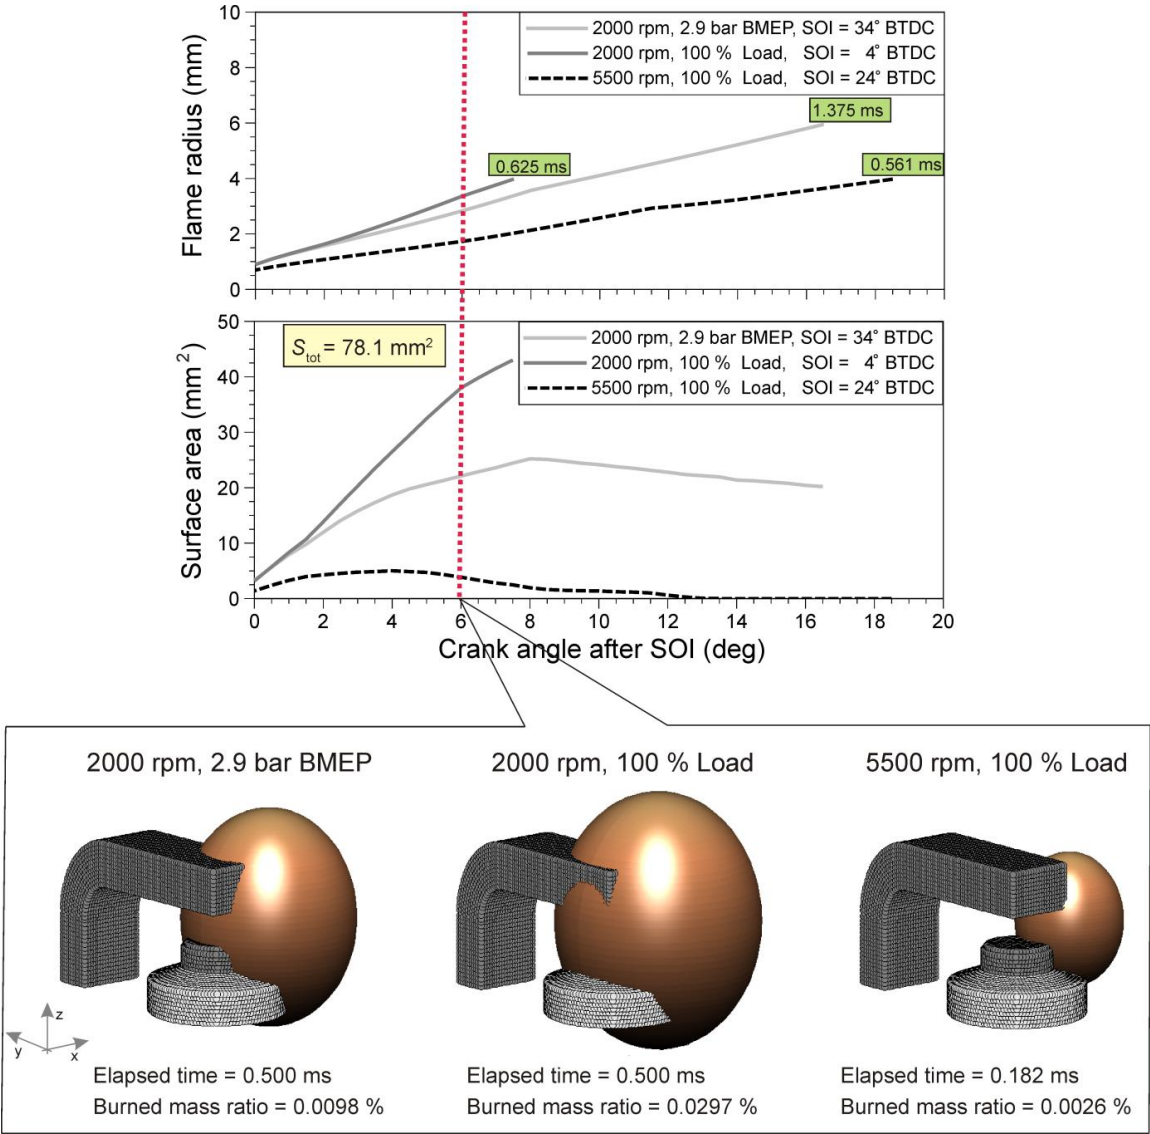 10
8
6
4
2
0
Flame radius (mm)
2000 rpm, 2.9 bar BMEP, SOI = 34° BTDC
2000 rpm, 100 % Load, SOI = 4° BTDC
5500 rpm, 100 % Load, SOI = 24° BTDC
1.375 ms
0.625 ms
0.561 ms
50
40
30
20
10
0
Surface area (mm²)
S_tot = 78.1 mm²
2000 rpm, 2.9 bar BMEP, SOI = 34° BTDC
2000 rpm, 100 % Load, SOI = 4° BTDC
5500 rpm, 100 % Load, SOI = 24° BTDC
0 2 4 6 8 10 12 14 16 18 20
Crank angle after SOI (deg)
2000 rpm, 2.9 bar BMEP
2000 rpm, 100 % Load
5500 rpm, 100 % Load
z
y
x
Elapsed time = 0.500 ms
Burned mass ratio = 0.0098 %
Elapsed time = 0.500 ms
Burned mass ratio = 0.0297 %
Elapsed time = 0.182 ms
Burned mass ratio = 0.0026 %